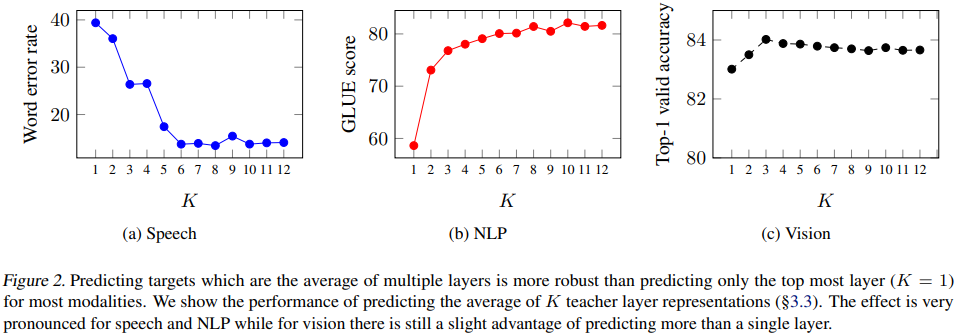 40
30
20
Word error rate
1 2 3 4 5 6 7 8 9 10 11 12
K
(a) Speech
80
70
60
GLUE score
1 2 3 4 5 6 7 8 9 10 11 12
K
(b) NLP
84
82
80
Top-1 valid accuracy
1 2 3 4 5 6 7 8 9 10 11 12
K
(c) Vision
Figure 2. Predicting targets which are the average of multiple layers is more robust than predicting only the top most layer (K = 1)
for most modalities. We show the performance of predicting the average of K teacher layer representations (§3.3). The effect is very
pronounced for speech and NLP while for vision there is still a slight advantage of predicting more than a single layer.